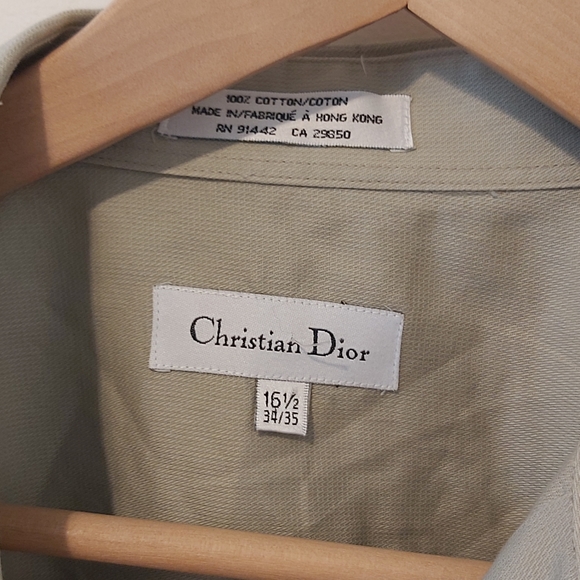 100% COTTON/COTON
MADE IN/FABRIQUÉ À HONG KONG
RN 91442 CA 29850
Christian Dior
16½
34/35